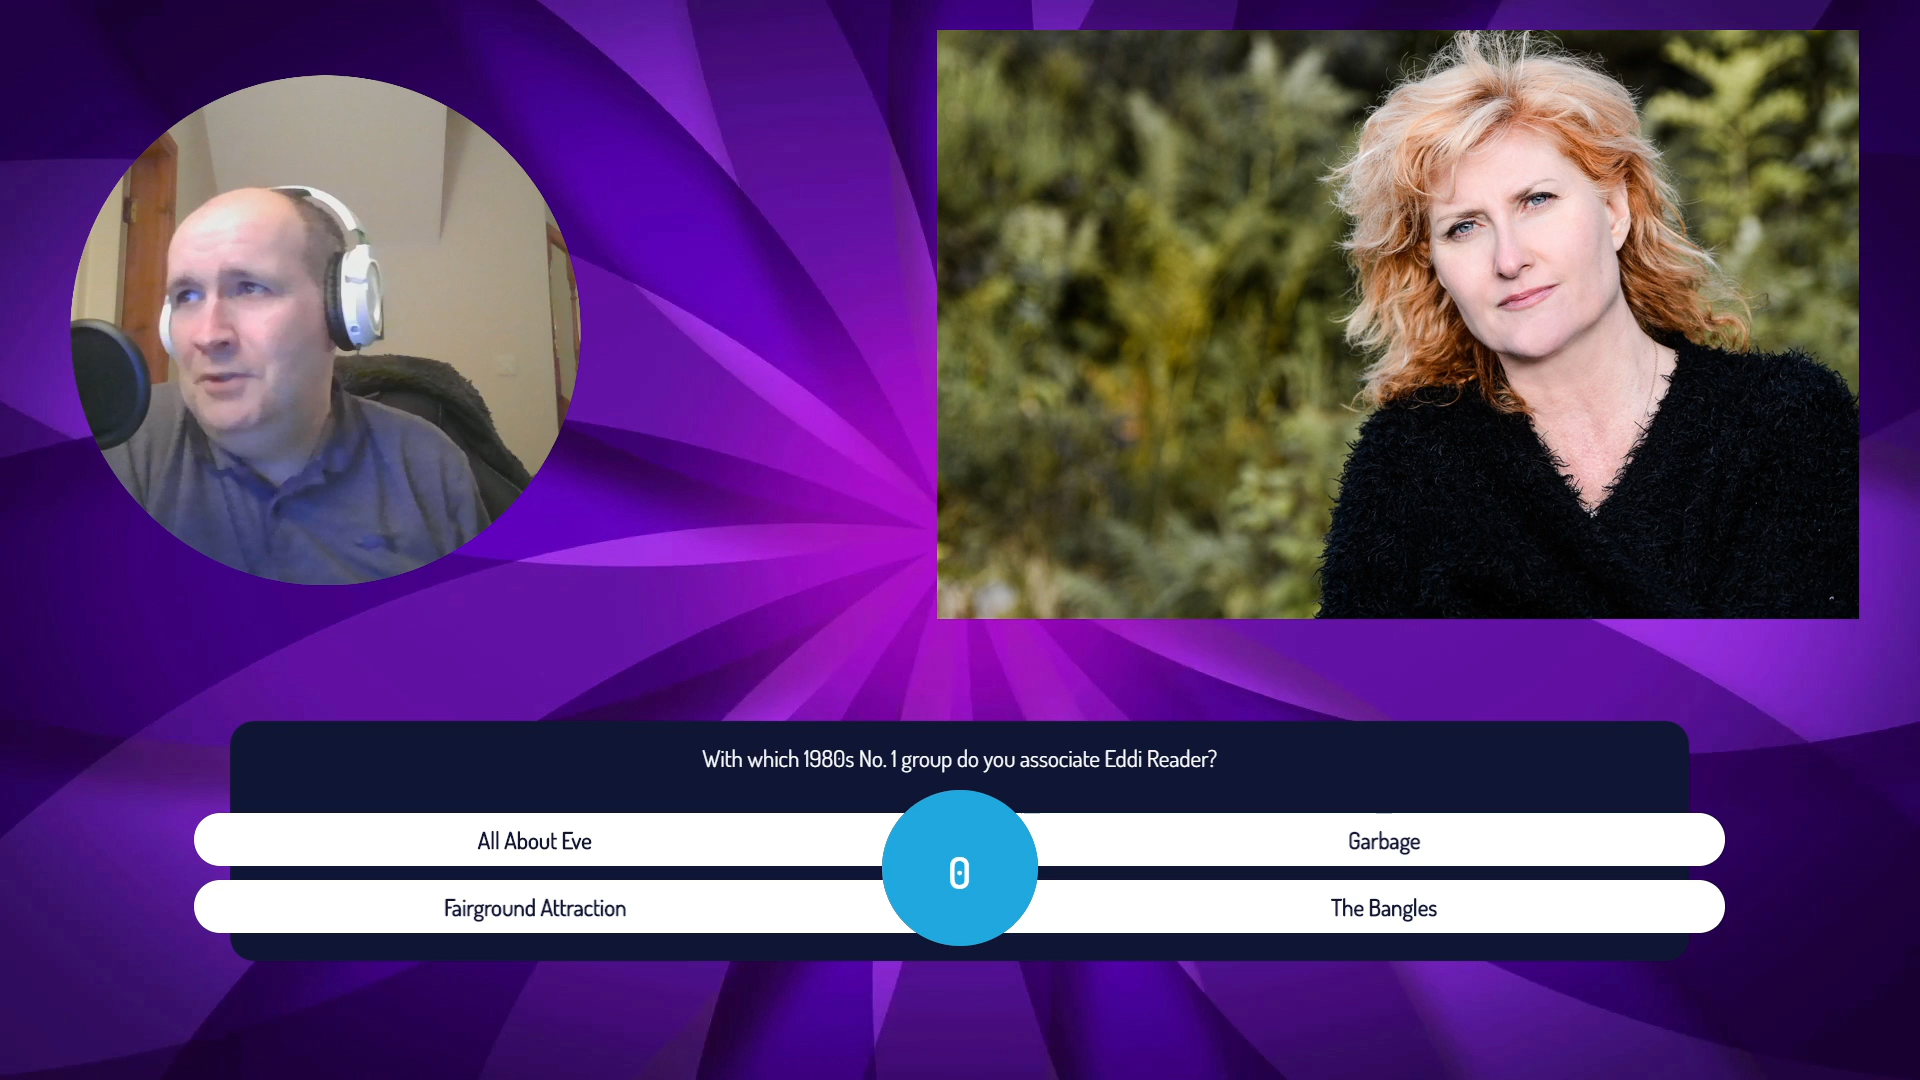 With which 1980s No. 1 group do you associate Eddi Reader?
All About Eve
Garbage
0
Fairground Attraction
The Bangles